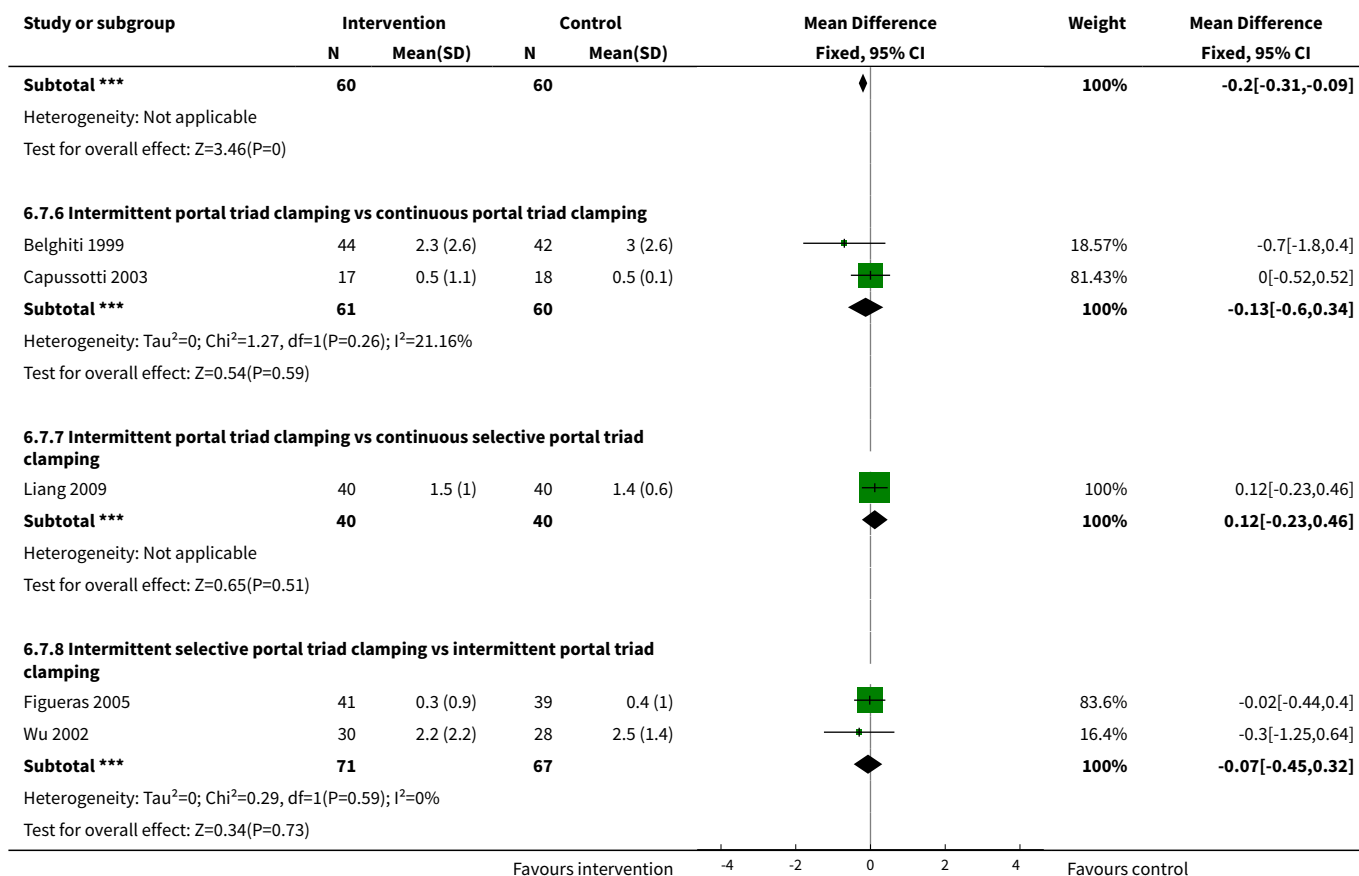 Study or subgroup Intervention Control Mean Difference Weight Mean Difference
N Mean(SD) N Mean(SD) Fixed, 95% CI Fixed, 95% CI
Subtotal *** 60 60 100% -0.2[-0.31,-0.09]
Heterogeneity: Not applicable
Test for overall effect: Z=3.46(P=0)
6.7.6 Intermittent portal triad clamping vs continuous portal triad clamping
Belghiti 1999 44 2.3 (2.6) 42 3 (2.6) 18.57% -0.7[-1.8,0.4]
Capussotti 2003 17 0.5 (1.1) 18 0.5 (0.1) 81.43% 0[-0.52,0.52]
Subtotal *** 61 60 100% -0.13[-0.6,0.34]
Heterogeneity: Tau²=0; Chi²=1.27, df=1(P=0.26); I²=21.16%
Test for overall effect: Z=0.54(P=0.59)
6.7.7 Intermittent portal triad clamping vs continuous selective portal triad
clamping
Liang 2009 40 1.5 (1) 40 1.4 (0.6) 100% 0.12[-0.23,0.46]
Subtotal *** 40 40 100% 0.12[-0.23,0.46]
Heterogeneity: Not applicable
Test for overall effect: Z=0.65(P=0.51)
6.7.8 Intermittent selective portal triad clamping vs intermittent portal triad
clamping
Figueras 2005 41 0.3 (0.9) 39 0.4 (1) 83.6% -0.02[-0.44,0.4]
Wu 2002 30 2.2 (2.2) 28 2.5 (1.4) 16.4% -0.3[-1.25,0.64]
Subtotal *** 71 67 100% -0.07[-0.45,0.32]
Heterogeneity: Tau²=0; Chi²=0.29, df=1(P=0.59); I²=0%
Test for overall effect: Z=0.34(P=0.73)
Favours intervention -4 -2 0 2 4 Favours control